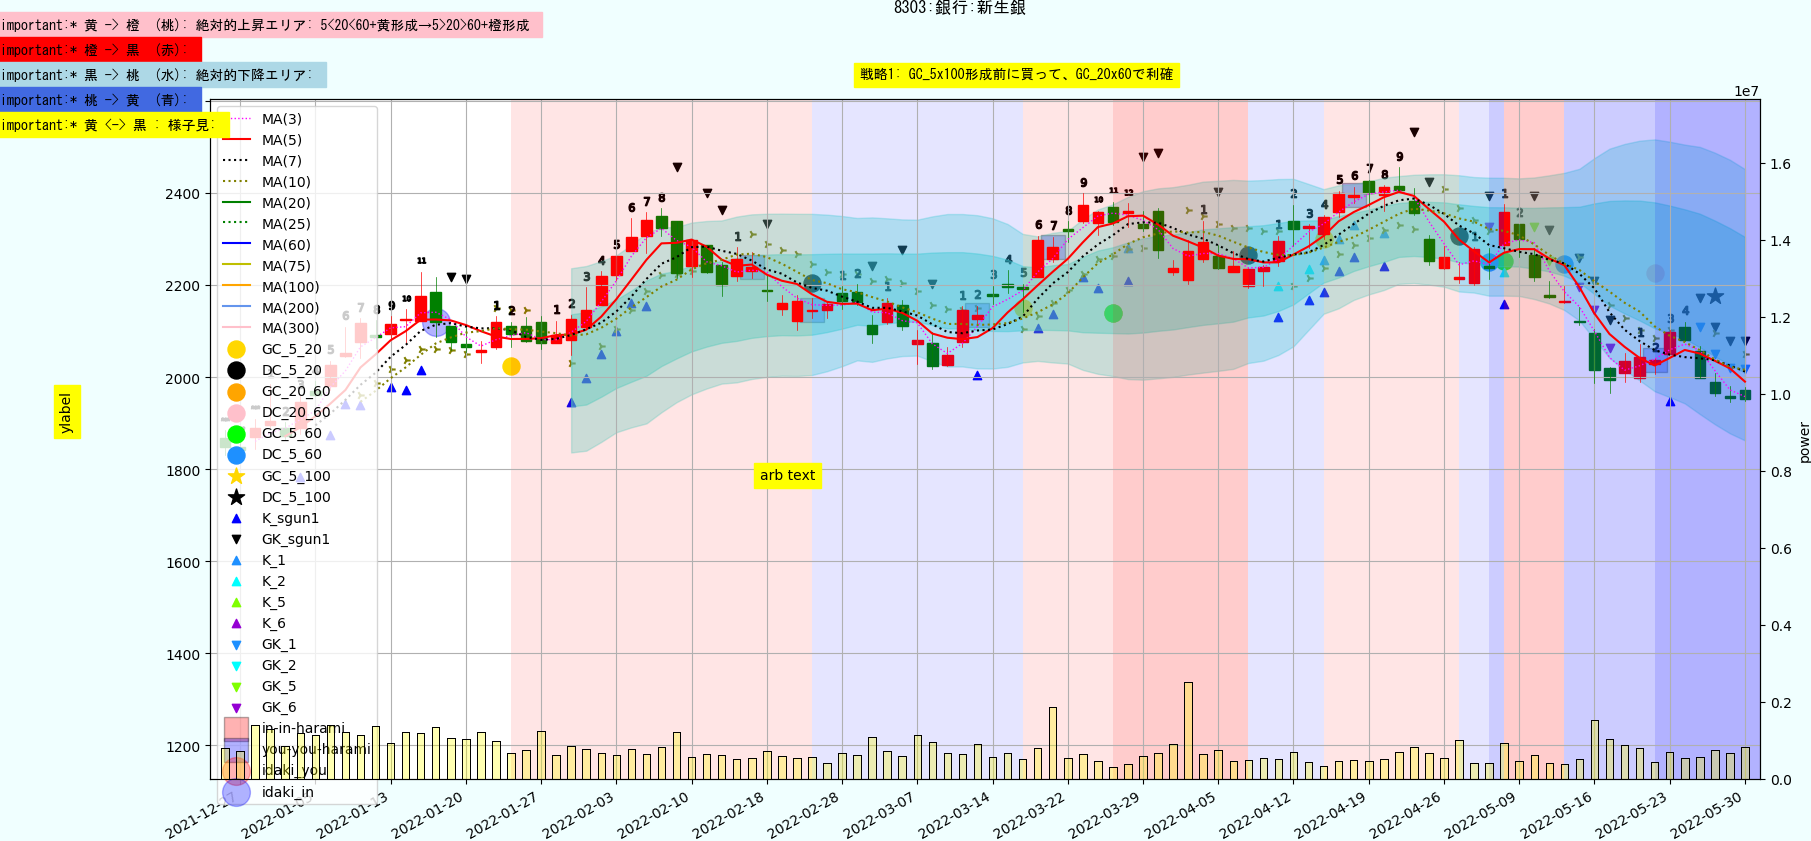 8303:銀行:新生銀
important:* 黄 -> 橙 （桃）: 絶対的上昇エリア: 5<20<60+黄形成→5>20>60+橙形成
important:* 橙 -> 黒 （赤）:
important:* 黒 -> 桃 （水）: 絶対的下降エリア:
important:* 桃 -> 黄 （青）:
important:* 黄 <-> 黒 : 様子見:
戦略1: GC_5x100形成前に買って、GC_20x60で利確
1e7
MA(3)
MA(5)
MA(7)
MA(10)
MA(20)
MA(25)
MA(60)
MA(75)
MA(100)
MA(200)
MA(300)
GC_5_20
DC_5_20
GC_20_60
DC_20_60
GC_5_60
DC_5_60
GC_5_100
DC_5_100
K_sgun1
GK_sgun1
K_1
K_2
K_5
K_6
GK_1
GK_2
GK_5
GK_6
in-in-harami
you-you-harami
idaki_you
idaki_in
arb text
ylabel
power
2400
2200
2000
1800
1600
1400
1200
1.6
1.4
1.2
1.0
0.8
0.6
0.4
0.2
0.0
2022-01-13
2022-01-20
2022-01-27
2022-02-03
2022-02-10
2022-02-18
2022-02-28
2022-03-07
2022-03-14
2022-03-22
2022-03-29
2022-04-05
2022-04-12
2022-04-19
2022-04-26
2022-05-09
2022-05-16
2022-05-23
2022-05-30